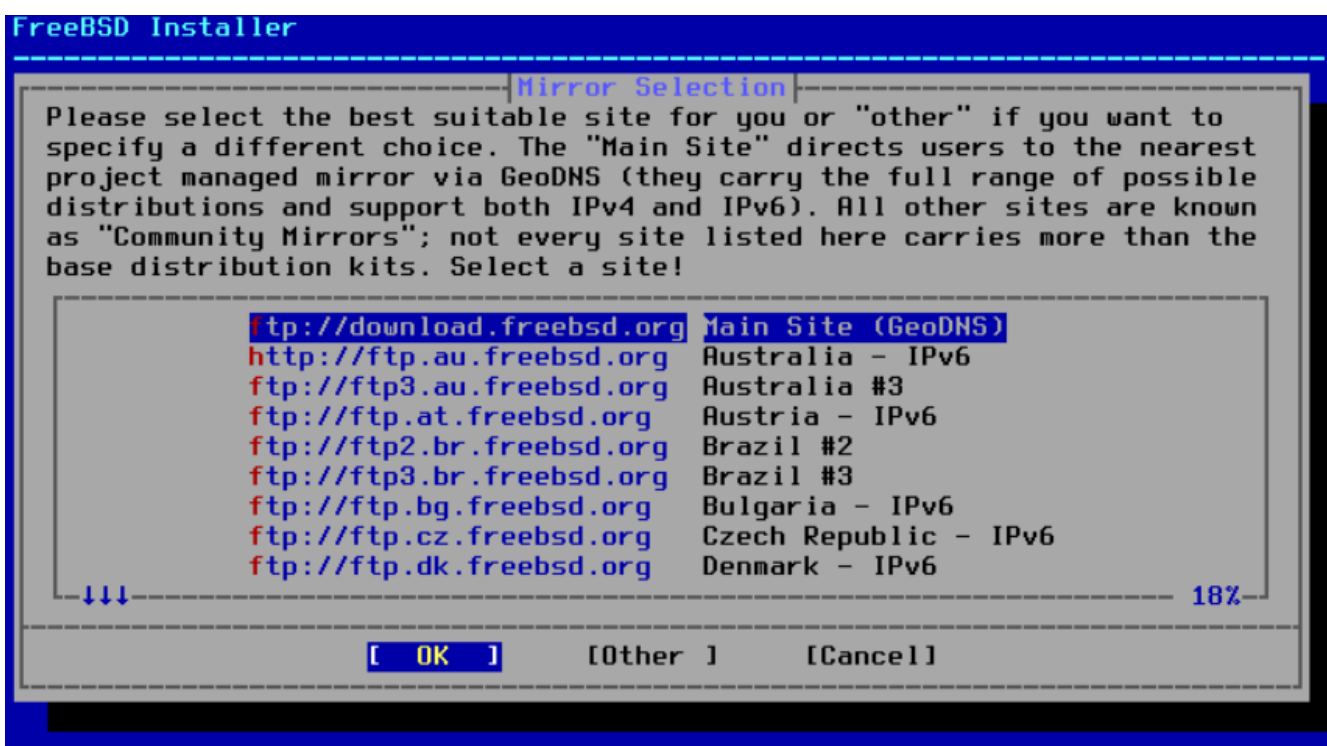 FreeBSD Installer
Mirror Selection
Please select the best suitable site for you or "other" if you want to
specify a different choice. The "Main Site" directs users to the nearest
project managed mirror via GeoDNS (they carry the full range of possible
distributions and support both IPv4 and IPv6). All other sites are known
as "Community Mirrors"; not every site listed here carries more than the
base distribution kits. Select a site!
ftp://download.freebsd.org Main Site (GeoDNS)
http://ftp.au.freebsd.org Australia - IPv6
ftp://ftp3.au.freebsd.org Australia #3
ftp://ftp.at.freebsd.org Austria - IPv6
ftp://ftp2.br.freebsd.org Brazil #2
ftp://ftp3.br.freebsd.org Brazil #3
ftp://ftp.bg.freebsd.org Bulgaria - IPv6
ftp://ftp.cz.freebsd.org Czech Republic - IPv6
ftp://ftp.dk.freebsd.org Denmark - IPv6
↓↓↓ 18%
[ OK ] [Other ] [Cancel]